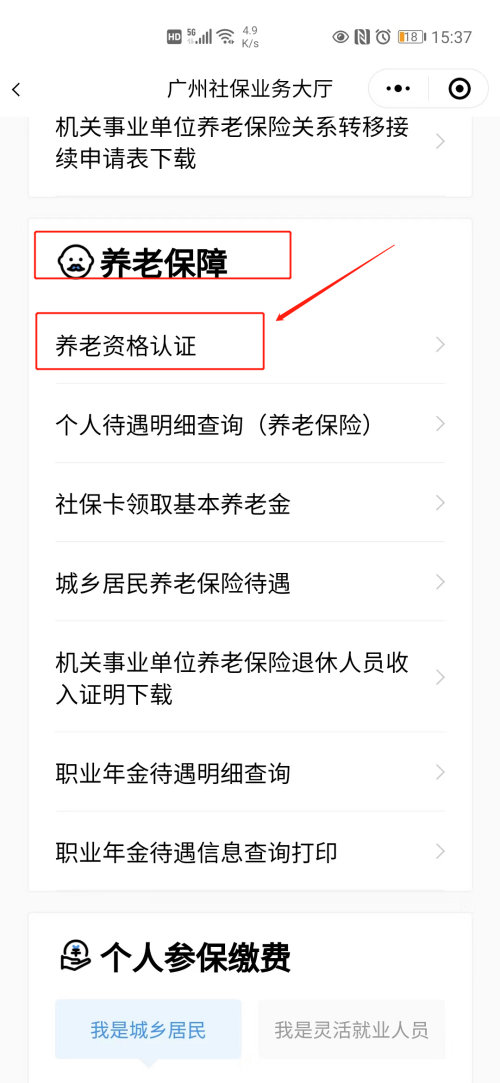 HD 5G 4.9 K/s 18 15:37
广州社保业务大厅
机关事业单位养老保险关系转移接
续申请表下载
养老保障
养老资格认证
个人待遇明细查询（养老保险）
社保卡领取基本养老金
城乡居民养老保险待遇
机关事业单位养老保险退休人员收
入证明下载
职业年金待遇明细查询
职业年金待遇信息查询打印
个人参保缴费
我是城乡居民
我是灵活就业人员